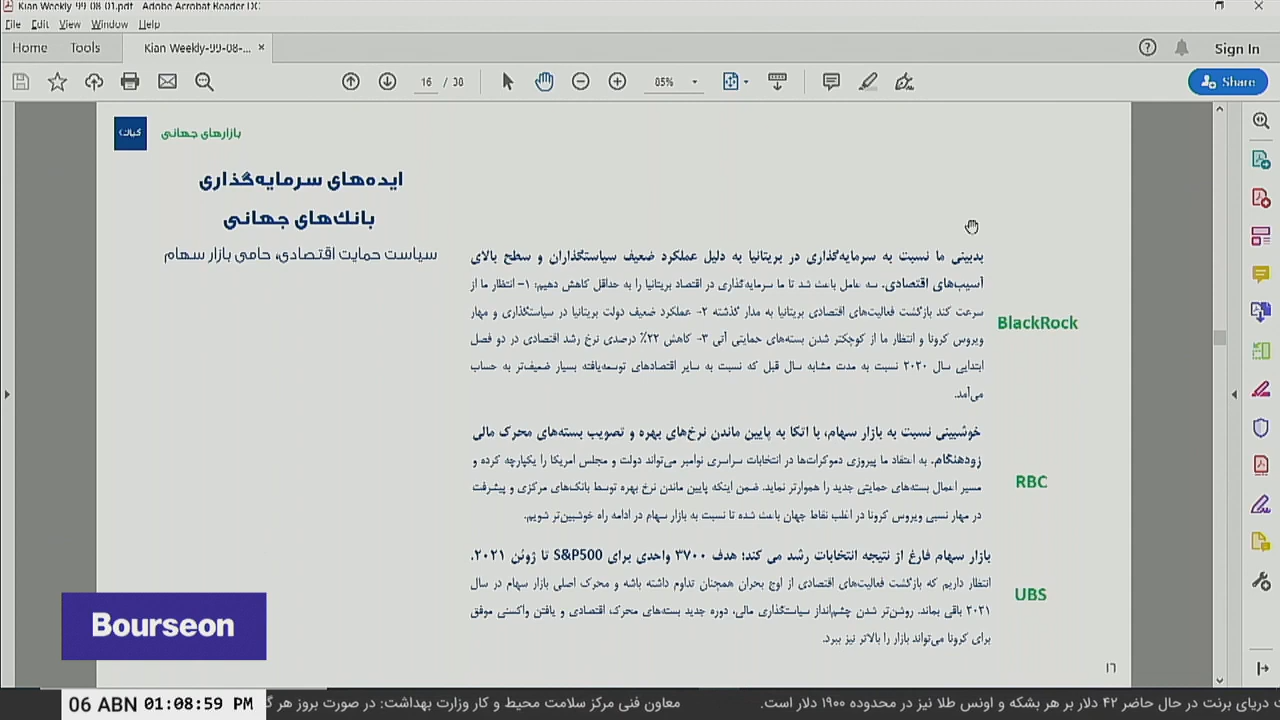 Kian Weekly-99-08-01.pdf - Adobe Acrobat Reader DC
File Edit View Window Help
Home Tools Kian Weekly-99-08-... × Sign In
16 / 30 85% Share
کیان
بازارهای جهانی
ایده‌های سرمایه‌گذاری
بانک‌های جهانی
سیاست حمایت اقتصادی، حامی بازار سهام
بدبینی ما نسبت به سرمایه‌گذاری در بریتانیا به دلیل عملکرد ضعیف سیاستگذاران و سطح بالای
آسیب‌های اقتصادی. سه عامل باعث شد تا ما سرمایه‌گذاری در اقتصاد بریتانیا را به حداقل کاهش دهیم: ۱- انتظار ما از
سرعت کند بازگشت فعالیت‌های اقتصادی بریتانیا به مدار گذشته ۲- عملکرد ضعیف دولت بریتانیا در سیاستگذاری و مهار
ویروس کرونا و انتظار ما از کوچکتر شدن بسته‌های حمایتی آتی ۳- کاهش ۲۲٪ درصدی نرخ رشد اقتصادی در دو فصل
ابتدایی سال ۲۰۲۰ نسبت به مدت مشابه سال قبل که نسبت به سایر اقتصادهای توسعه‌یافته بسیار ضعیف‌تر به حساب
می‌آمد.
BlackRock
خوشبینی نسبت به بازار سهام، با اتکا به پایین ماندن نرخ‌های بهره و تصویب بسته‌های محرک مالی
زودهنگام. به اعتقاد ما پیروزی دموکرات‌ها در انتخابات سراسری نوامبر می‌تواند دولت و مجلس امریکا را یکپارچه کرده و
مسیر اعمال بسته‌های حمایتی جدید را هموارتر نماید. ضمن اینکه پایین ماندن نرخ بهره توسط بانک‌های مرکزی و پیشرفت
در مهار نسبی ویروس کرونا در اغلب نقاط جهان باعث شده تا نسبت به بازار سهام در ادامه راه خوشبین‌تر شویم.
RBC
بازار سهام فارغ از نتیجه انتخابات رشد می کند؛ هدف ۳۷۰۰ واحدی برای S&P500 تا ژوئن ۲۰۲۱.
انتظار داریم که بازگشت فعالیت‌های اقتصادی از اوج بحران همچنان تداوم داشته باشه و محرک اصلی بازار سهام در سال
۲۰۲۱ باقی بماند. روشن‌تر شدن چشم‌انداز سیاستگذاری مالی، دوره جدید بسته‌های محرک اقتصادی و یافتن واکسنی موفق
برای کرونا می‌تواند بازار را بالاتر نیز ببرد.
UBS
۱۶
Bourseon
06 ABN 01:08:59 PM
ت دریای برنت در حال حاضر ۴۲ دلار بر هر بشکه و اونس طلا نیز در محدوده ۱۹۰۰ دلار است.
معاون فنی مرکز سلامت محیط و کار وزارت بهداشت: در صورت بروز هر گ